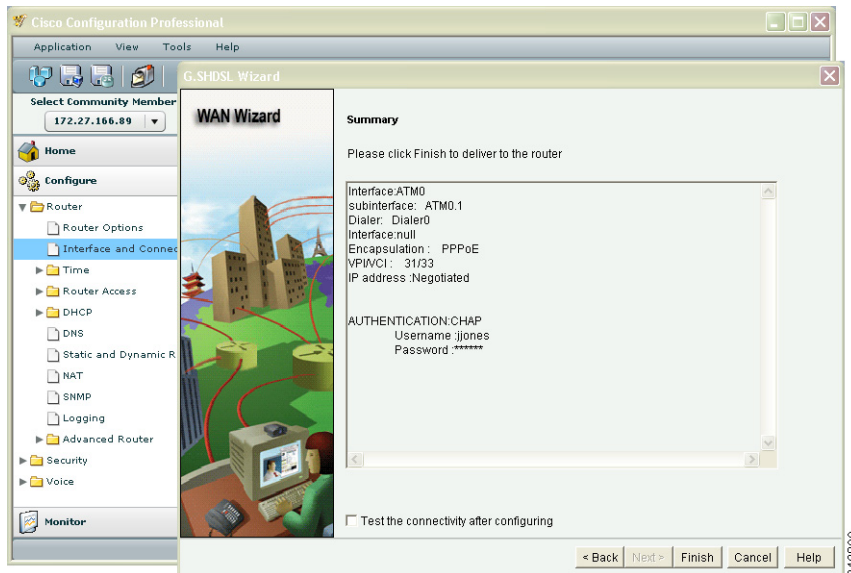 Cisco Configuration Professional
Application View Tools Help
G.SHDSL Wizard
Select Community Member
172.27.166.89
Home
Configure
Router
Router Options
Interface and Connec
Time
Router Access
DHCP
DNS
Static and Dynamic R
NAT
SNMP
Logging
Advanced Router
Security
Voice
Monitor
WAN Wizard
Summary
Please click Finish to deliver to the router
Interface:ATM0
subinterface: ATM0.1
Dialer: Dialer0
Interface:null
Encapsulation : PPPoE
VPI/VCI : 31/33
IP address :Negotiated
AUTHENTICATION:CHAP
Username :jjones
Password :******
Test the connectivity after configuring
< Back Next > Finish Cancel Help